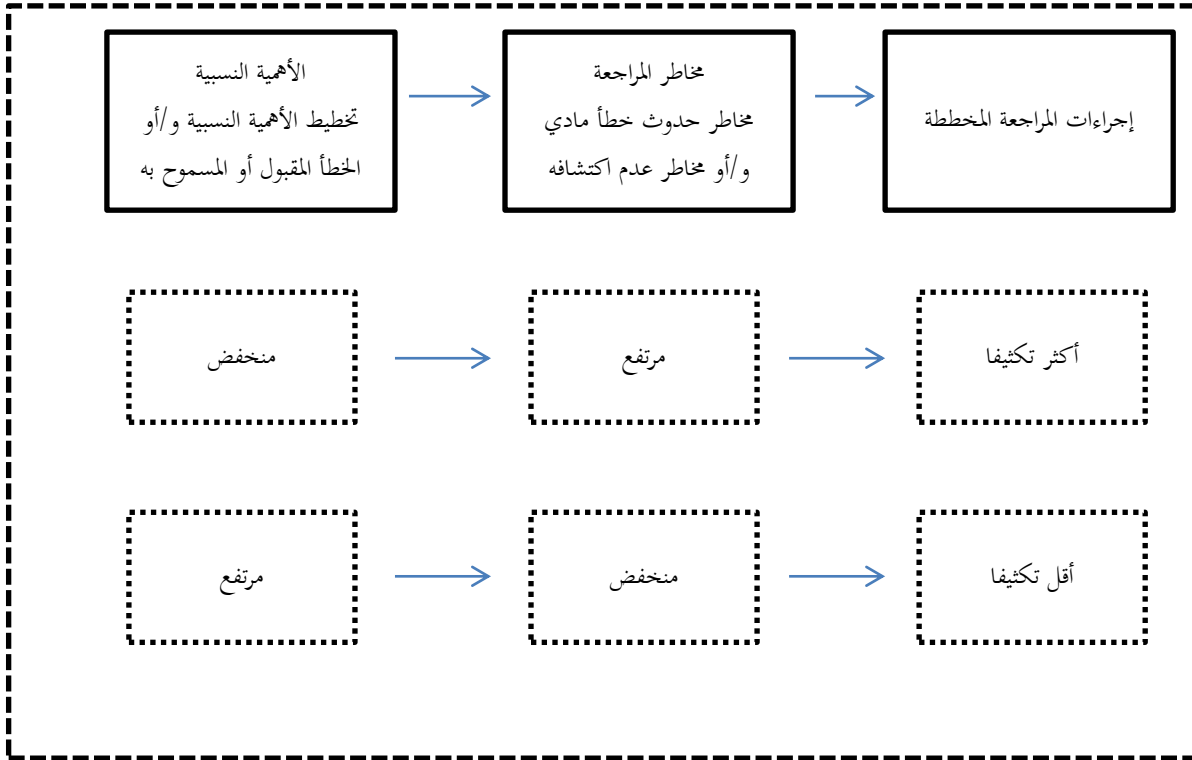 الأهمية النسبية
تخطيط الأهمية النسبية و/أو
الخطأ المقبول أو المسموح به
مخاطر المراجعة
مخاطر حدوث خطأ مادي
و/أو مخاطر عدم اكتشافه
إجراءات المراجعة المخططة
منخفض
مرتفع
أكثر تكثيفا
مرتفع
منخفض
أقل تكثيفا